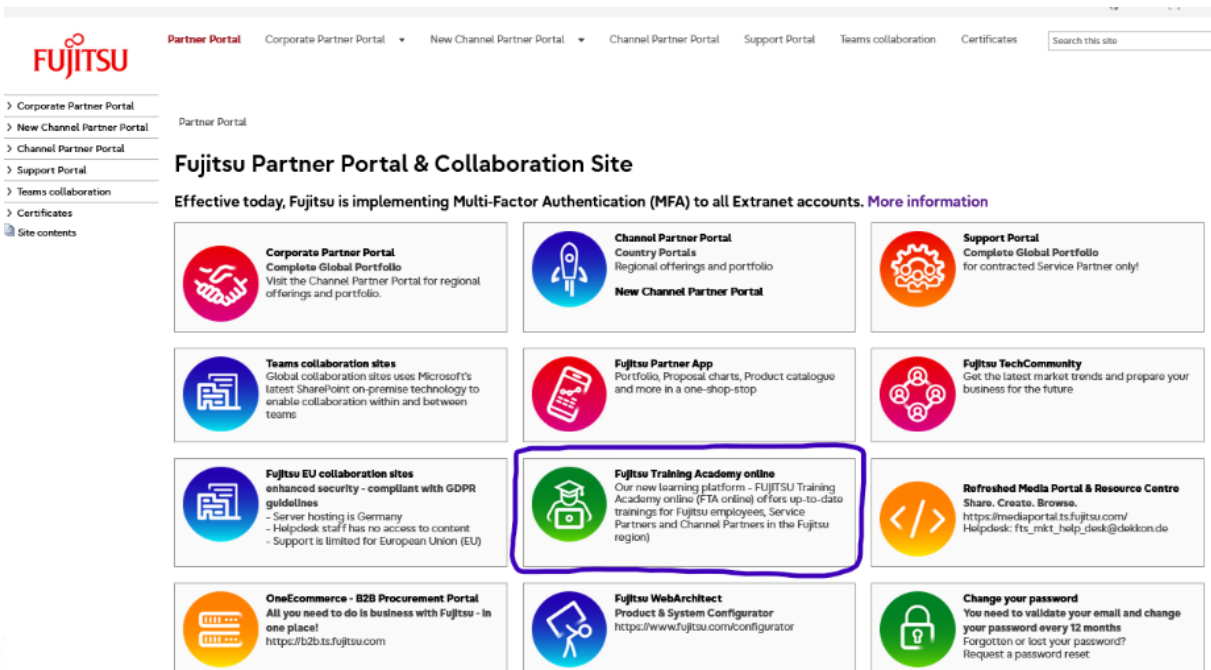 FUJITSU
Partner Portal
Corporate Partner Portal
New Channel Partner Portal
Channel Partner Portal
Support Portal
Teams collaboration
Certificates
Search this site
Corporate Partner Portal
New Channel Partner Portal
Channel Partner Portal
Support Portal
Teams collaboration
Certificates
Site contents
Partner Portal
Fujitsu Partner Portal & Collaboration Site
Effective today, Fujitsu is implementing Multi-Factor Authentication (MFA) to all Extranet accounts. More information
Corporate Partner Portal
Complete Global Portfolio
Visit the Channel Partner Portal for regional
offerings and portfolio.
Channel Partner Portal
Country Portals
Regional offerings and portfolio
New Channel Partner Portal
Support Portal
Complete Global Portfolio
for contracted Service Partner only!
Teams collaboration sites
Global collaboration sites uses Microsoft's
latest SharePoint on-premise technology to
enable collaboration within and between
teams
Fujitsu Partner App
Portfolio, Proposal charts, Product catalogue
and more in a one-shop-stop
Fujitsu TechCommunity
Get the latest market trends and prepare your
business for the future
Fujitsu EU collaboration sites
enhanced security - compliant with GDPR
guidelines
- Server hosting is Germany
- Helpdesk staff has no access to content
- Support is limited for European Union (EU)
Fujitsu Training Academy online
Our new learning platform - FUJITSU Training
Academy online (FTA online) offers up-to-date
trainings for Fujitsu employees, Service
Partners and Channel Partners in the Fujitsu
region)
Refreshed Media Portal & Resource Centre
Share. Create. Browse.
https://mediaportal.ts.fujitsu.com/
Helpdesk: fts_mkt_help_desk@dekkon.de
OneEcommerce - B2B Procurement Portal
All you need to do is business with Fujitsu - in
one place!
https://b2b.ts.fujitsu.com
Fujitsu WebArchitect
Product & System Configurator
https://www.fujitsu.com/configurator
Change your password
You need to validate your email and change
your password every 12 months
Forgotten or lost your password?
Request a password reset